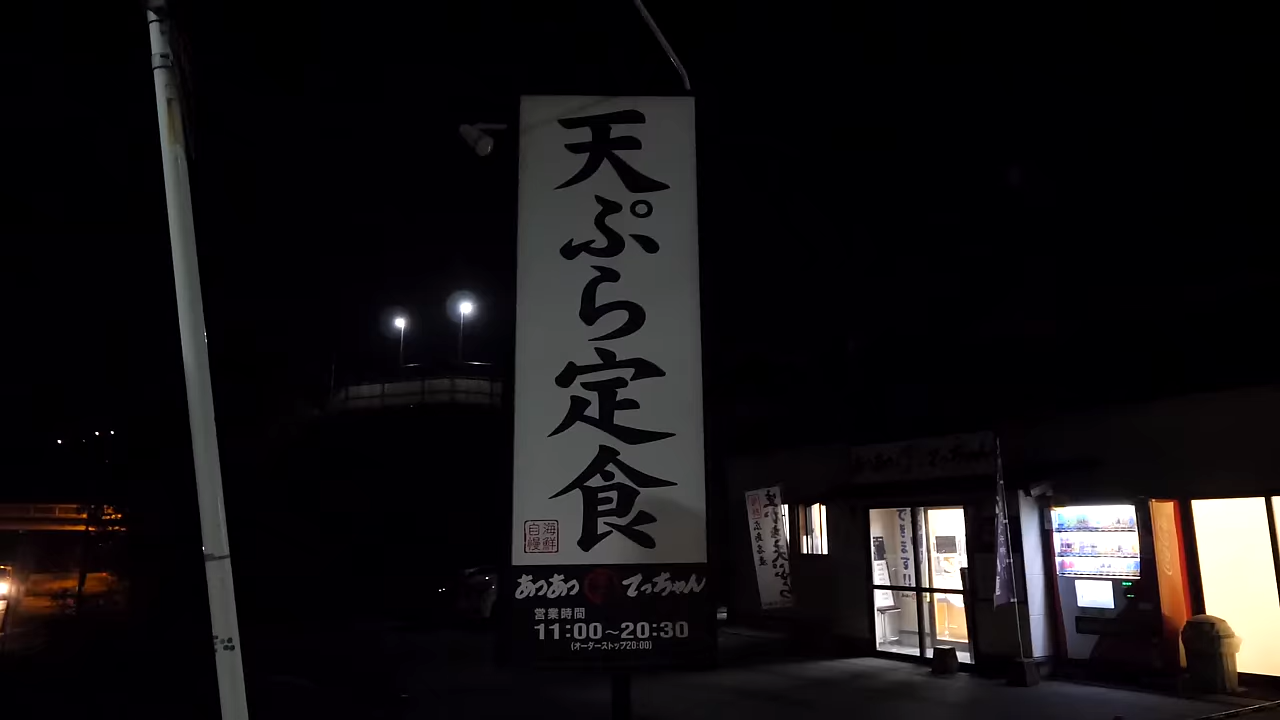 天ぷら定食
海鮮
自慢
あつあつ
てっちゃん
営業時間
11:00～20:30
(オーダーストップ20:00)